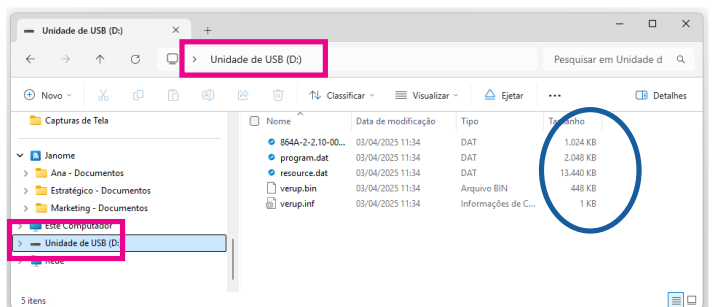 Unidade de USB (D:)
Unidade de USB (D:)
Pesquisar em Unidade d
Novo
Classificar
Visualizar
Ejetar
Detalhes
Capturas de Tela
Janome
Ana - Documentos
Estratégico - Documentos
Marketing - Documentos
Este Computador
Unidade de USB (D:
Rede
Nome Data de modificação Tipo Tamanho
864A-2-2.10-00... 03/04/2025 11:34 DAT 1.024 KB
program.dat 03/04/2025 11:34 DAT 2.048 KB
resource.dat 03/04/2025 11:34 DAT 13.440 KB
verup.bin 03/04/2025 11:34 Arquivo BIN 448 KB
verup.inf 03/04/2025 11:34 Informações de C... 1 KB
5 itens